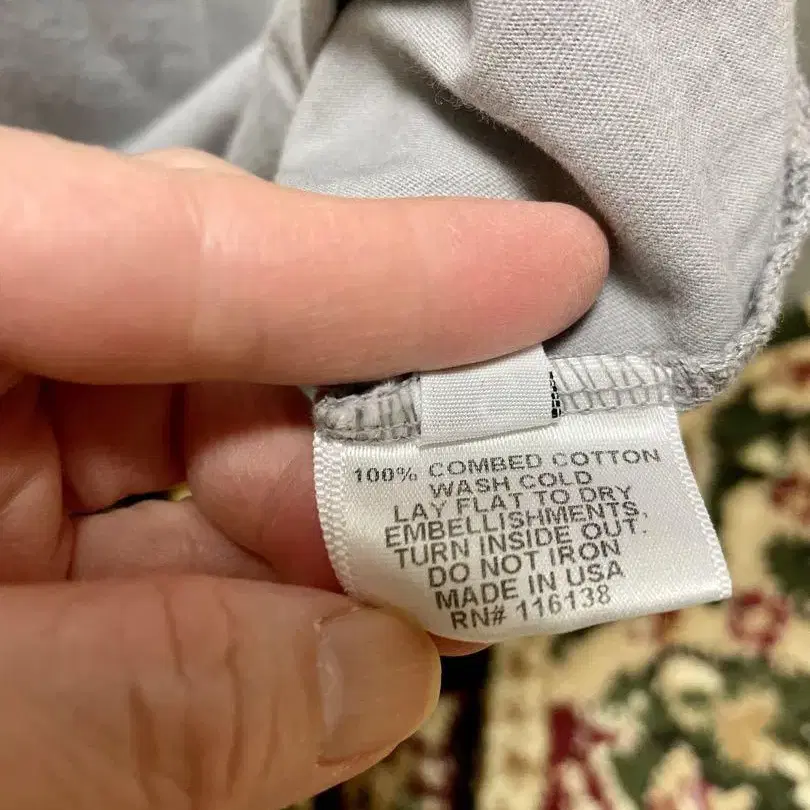 100% COMBED COTTON
WASH COLD
LAY FLAT TO DRY
EMBELLISHMENTS.
TURN INSIDE OUT.
DO NOT IRON
MADE IN USA
RN# 116138